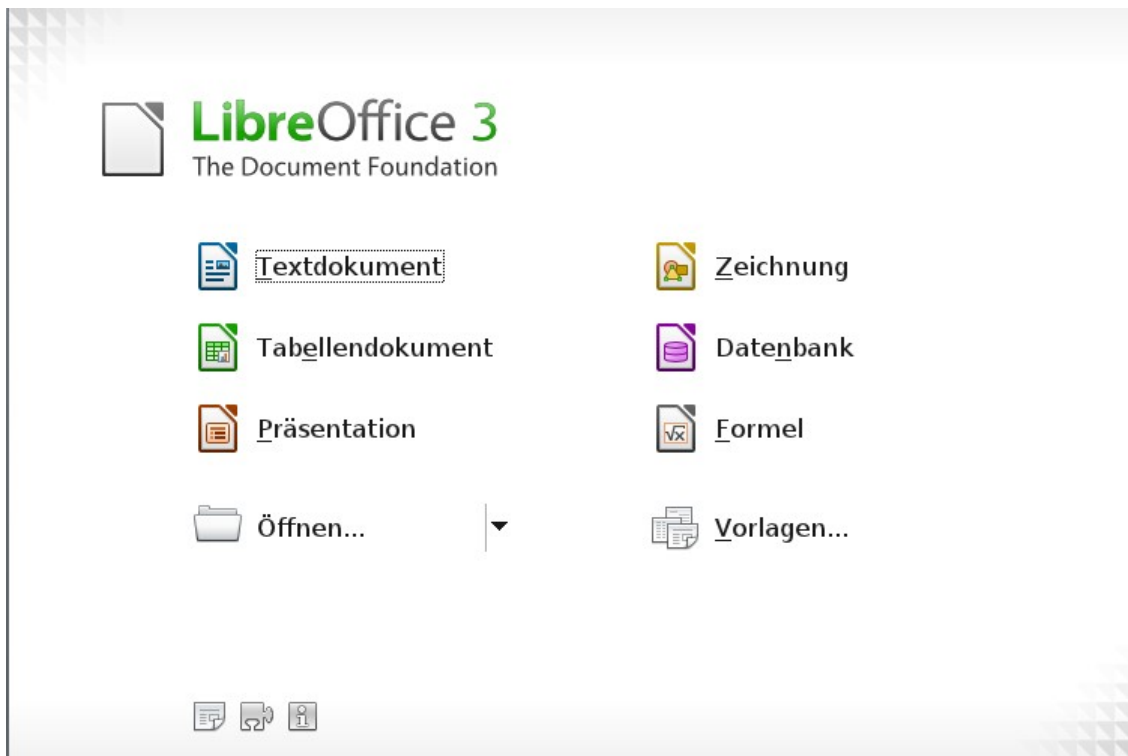 LibreOffice 3
The Document Foundation
Textdokument
Zeichnung
Tabellendokument
Datenbank
Präsentation
Formel
Öffnen...
Vorlagen...